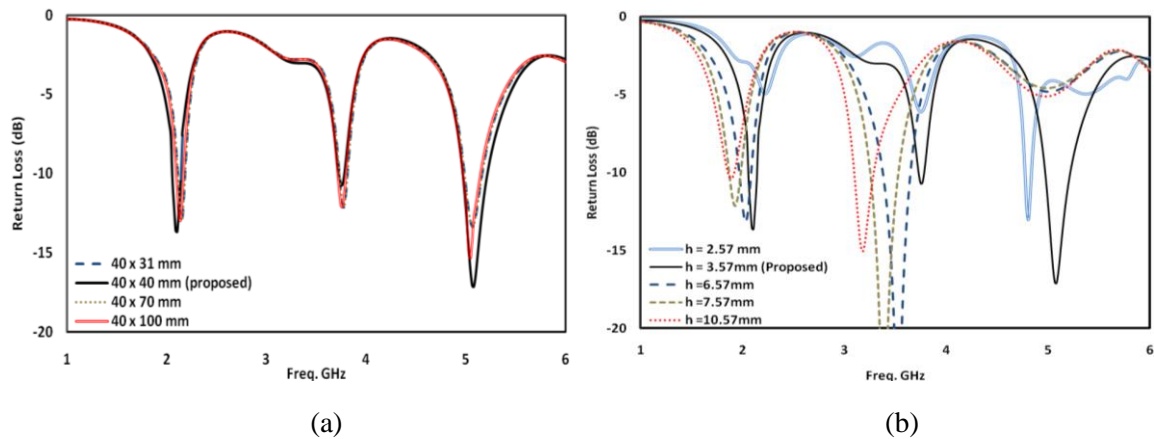 0
-5
-10
-15
-20
Return Loss (dB)
40 x 31 mm
40 x 40 mm (proposed)
40 x 70 mm
40 x 100 mm
1 2 3 4 5 6
Freq. GHz
(a)
0
-5
-10
-15
-20
Return Loss (dB)
h = 2.57 mm
h = 3.57mm (Proposed)
h =6.57mm
h =7.57mm
h =10.57mm
1 2 3 4 5 6
Freq. GHz
(b)